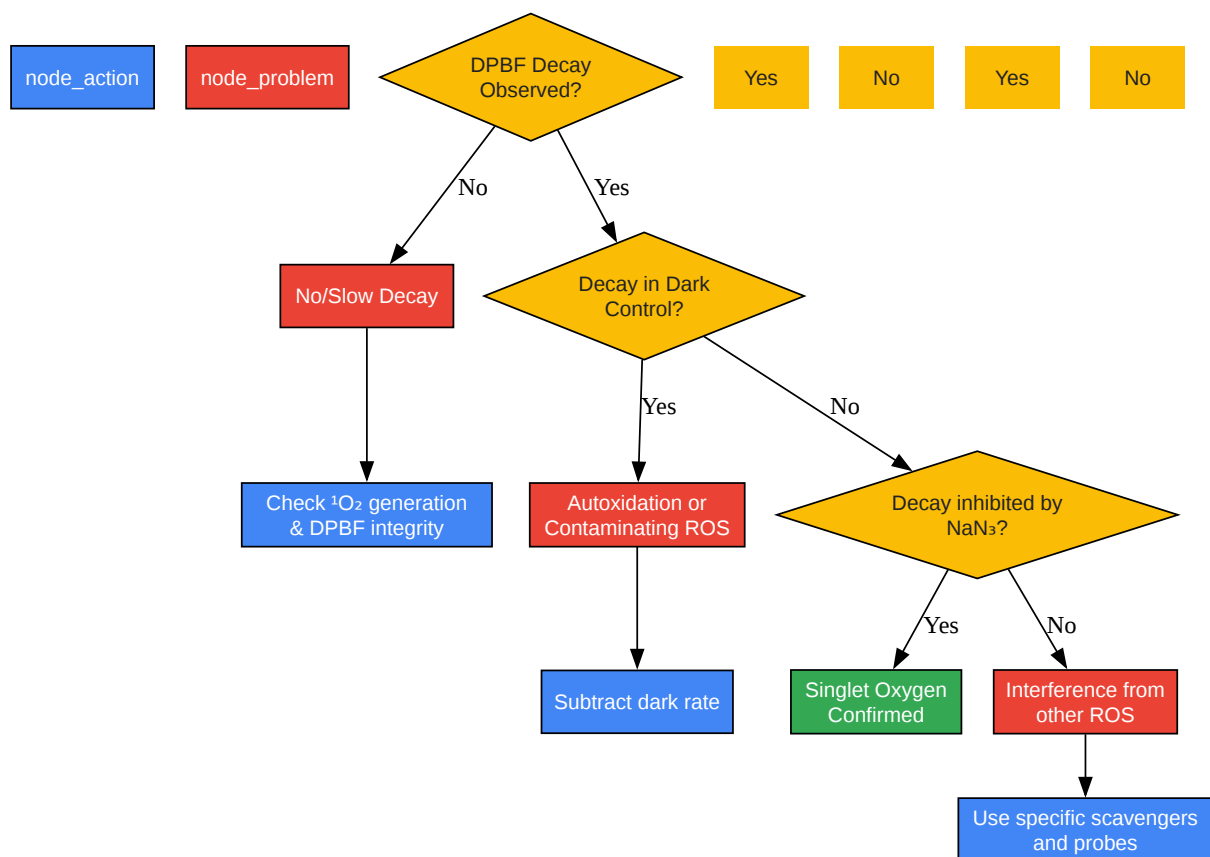 node_action
node_problem
DPBF Decay
Observed?
Yes
No
Yes
No
No
Yes
No/Slow Decay
Decay in Dark
Control?
Yes
No
Check ¹O₂ generation
& DPBF integrity
Autoxidation or
Contaminating ROS
Decay inhibited by
NaN₃?
Yes
No
Subtract dark rate
Singlet Oxygen
Confirmed
Interference from
other ROS
Use specific scavengers
and probes